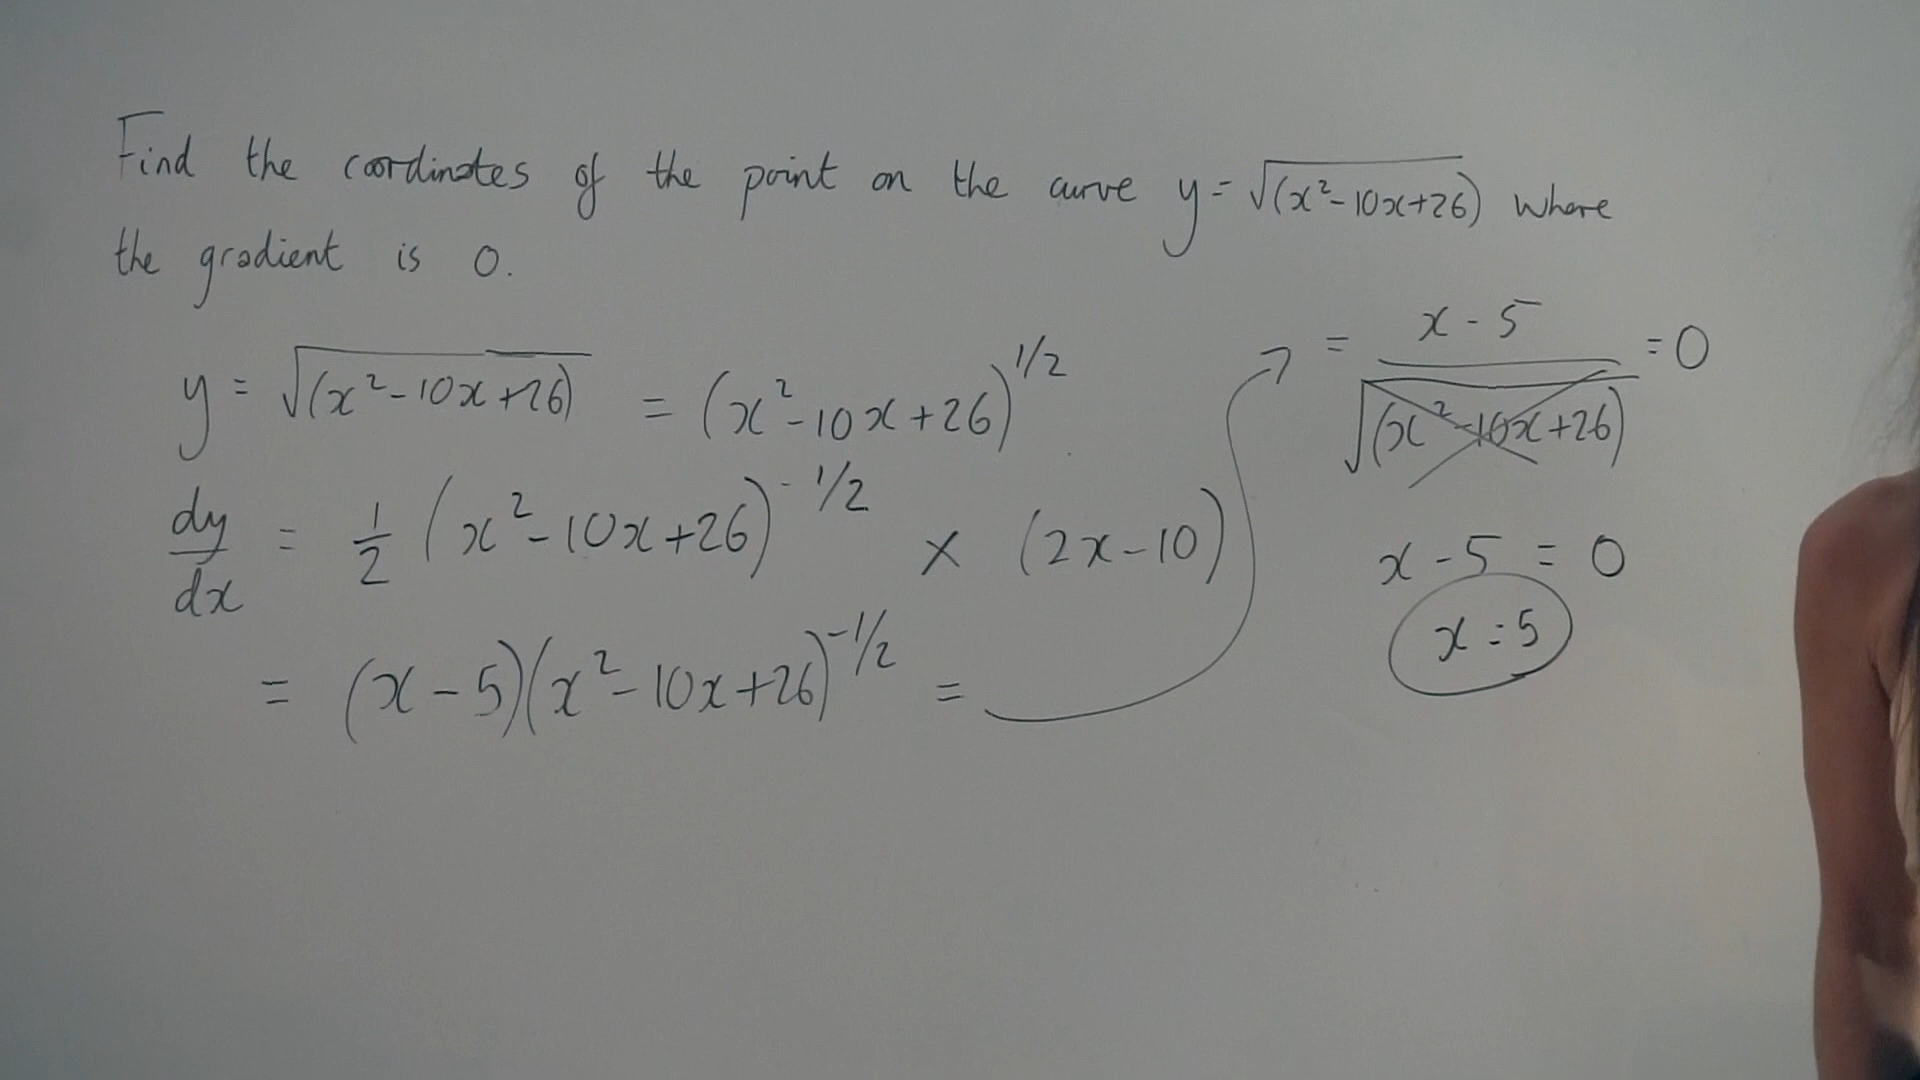 Find the coordinates of the point on the curve y = √(x²-10x+26) where
the gradient is 0.
y = √(x²-10x+26) = (x²-10x+26)^1/2
dy/dx = 1/2 (x²-10x+26)^-1/2 × (2x-10)
= (x-5)(x²-10x+26)^-1/2 =
= x-5 / √(x²-10x+26) = 0
x-5 = 0
x = 5